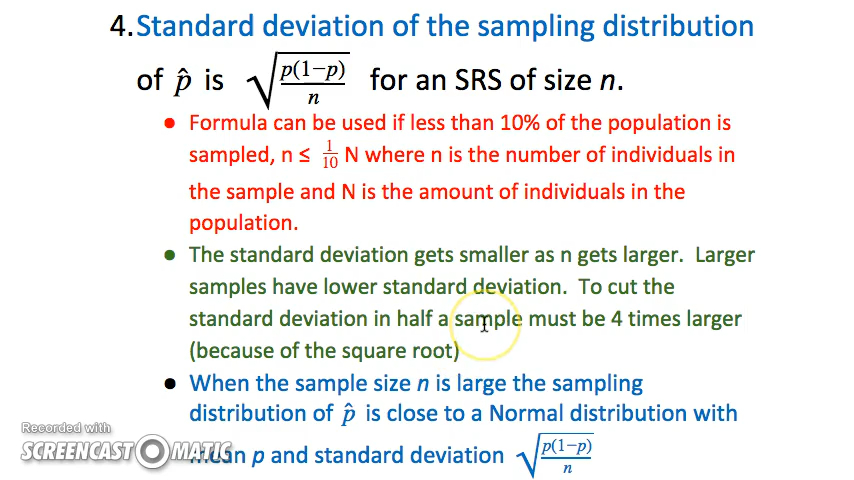 4.Standard deviation of the sampling distribution
of p̂ is √(p(1−p)/n) for an SRS of size n.
● Formula can be used if less than 10% of the population is
sampled, n ≤ 1/10 N where n is the number of individuals in
the sample and N is the amount of individuals in the
population.
● The standard deviation gets smaller as n gets larger. Larger
samples have lower standard deviation. To cut the
standard deviation in half a sample must be 4 times larger
(because of the square root)
● When the sample size n is large the sampling
distribution of p̂ is close to a Normal distribution with
mean p and standard deviation √(p(1−p)/n)
Recorded with
SCREENCAST-O-MATIC